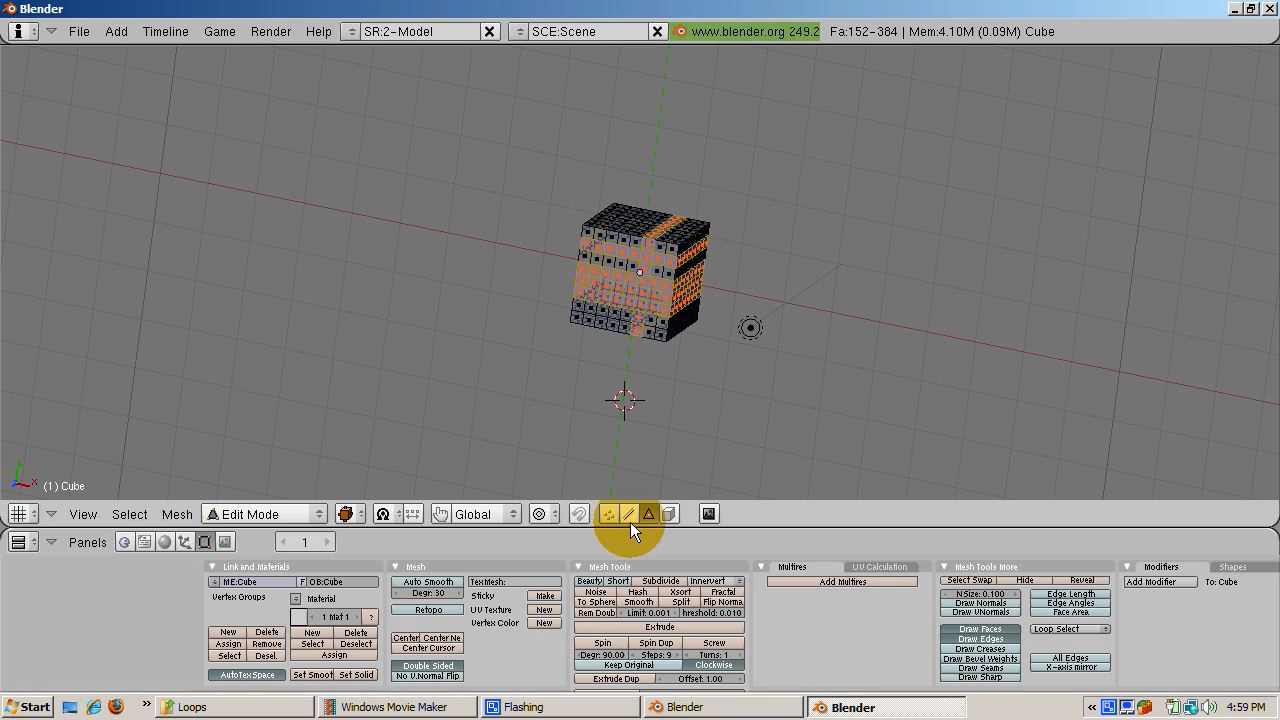 Blender
File Add Timeline Game Render Help SR:2-Model SCE:Scene www.blender.org 249.2 Fa:152-384 | Mem:4.10M (0.09M) Cube
(1) Cube
View Select Mesh Edit Mode Global
Panels 1
Link and Materials
ME:Cube F OB:Cube
Vertex Groups Material
1 Mat 1 ?
New Delete New Delete
Assign Remove Select Deselect
Select Desel. Assign
AutoTexSpace Set Smoot Set Solid
Mesh
Auto Smooth TexMesh:
Degr: 30 Sticky Make
Retopo UV Texture New
Vertex Color New
Center Center Ne
Center Cursor
Double Sided
No V.Normal Flip
Mesh Tools
Beauty Short Subdivide Innervert
Noise Hash Xsort Fractal
To Sphere Smooth Split Flip Norma
Rem Doub Limit: 0.001 hreshold: 0.010
Extrude
Spin Spin Dup Screw
Degr: 90.00 Steps: 9 Turns: 1
Keep Original Clockwise
Extrude Dup Offset: 1.00
Multires UV Calculation
Add Multires
Mesh Tools More
Select Swap Hide Reveal
NSize: 0.100 Edge Length
Draw Normals Edge Angles
Draw VNormals Face Area
Draw Faces Loop Select
Draw Edges
Draw Creases
Draw Bevel Weights All Edges
Draw Seams X-axis mirror
Draw Sharp
Modifiers Shapes
Add Modifier To: Cube
Start » Loops Windows Movie Maker Flashing Blender Blender « 4:59 PM